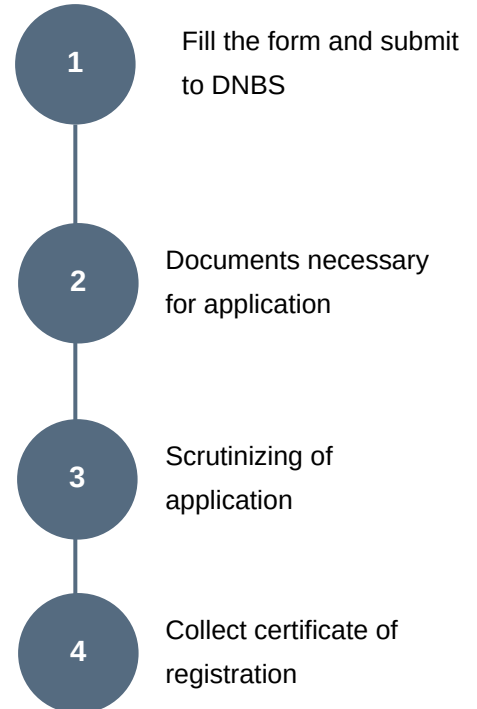 1
Fill the form and submit
to DNBS
2
Documents necessary
for application
3
Scrutinizing of
application
4
Collect certificate of
registration